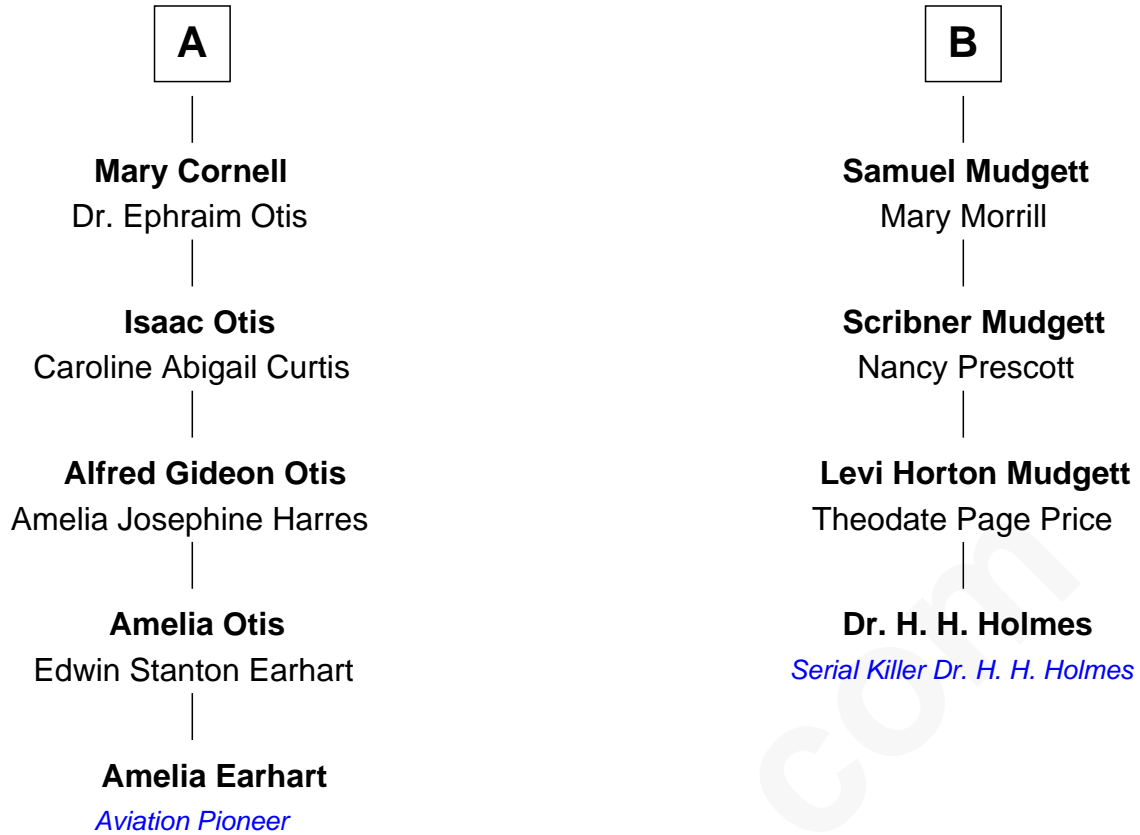 A
Mary Cornell
Dr. Ephraim Otis
Isaac Otis
Caroline Abigail Curtis
Alfred Gideon Otis
Amelia Josephine Harres
Amelia Otis
Edwin Stanton Earhart
Amelia Earhart
Aviation Pioneer
B
Samuel Mudgett
Mary Morrill
Scribner Mudgett
Nancy Prescott
Levi Horton Mudgett
Theodate Page Price
Dr. H. H. Holmes
Serial Killer Dr. H. H. Holmes
com